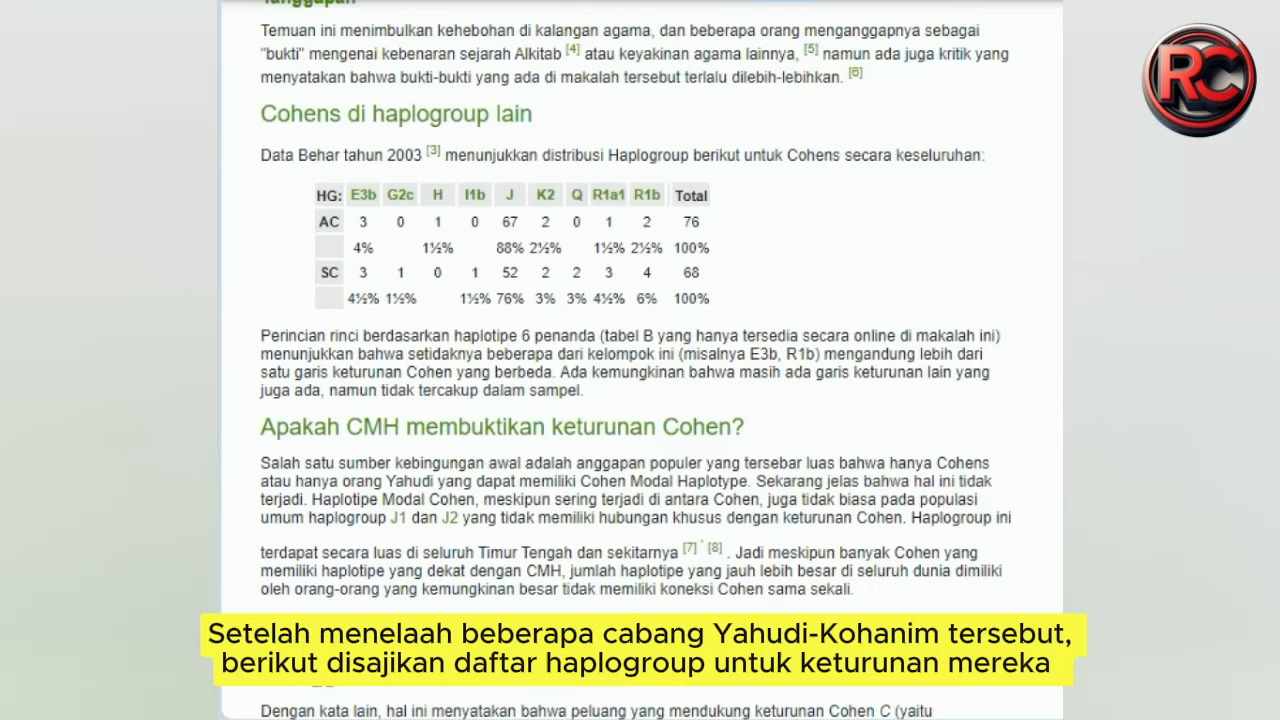 Tanggapan
Temuan ini menimbulkan kehebohan di kalangan agama, dan beberapa orang menganggapnya sebagai
"bukti" mengenai kebenaran sejarah Alkitab [4] atau keyakinan agama lainnya, [5] namun ada juga kritik yang
menyatakan bahwa bukti-bukti yang ada di makalah tersebut terlalu dilebih-lebihkan. [6]
Cohens di haplogroup lain
Data Behar tahun 2003 [3] menunjukkan distribusi Haplogroup berikut untuk Cohens secara keseluruhan:
HG: E3b G2c H I1b J K2 Q R1a1 R1b Total
AC 3 0 1 0 67 2 0 1 2 76
4% 1½% 88% 2½% 1½% 2½% 100%
SC 3 1 0 1 52 2 2 3 4 68
4½% 1½% 1½% 76% 3% 3% 4½% 6% 100%
Perincian rinci berdasarkan haplotipe 6 penanda (tabel B yang hanya tersedia secara online di makalah ini)
menunjukkan bahwa setidaknya beberapa dari kelompok ini (misalnya E3b, R1b) mengandung lebih dari
satu garis keturunan Cohen yang berbeda. Ada kemungkinan bahwa masih ada garis keturunan lain yang
juga ada, namun tidak tercakup dalam sampel.
Apakah CMH membuktikan keturunan Cohen?
Salah satu sumber kebingungan awal adalah anggapan populer yang tersebar luas bahwa hanya Cohens
atau hanya orang Yahudi yang dapat memiliki Cohen Modal Haplotype. Sekarang jelas bahwa hal ini tidak
terjadi. Haplotipe Modal Cohen, meskipun sering terjadi di antara Cohen, juga tidak biasa pada populasi
umum haplogroup J1 dan J2 yang tidak memiliki hubungan khusus dengan keturunan Cohen. Haplogroup ini
terdapat secara luas di seluruh Timur Tengah dan sekitarnya [7] * [8] . Jadi meskipun banyak Cohen yang
memiliki haplotipe yang dekat dengan CMH, jumlah haplotipe yang jauh lebih besar di seluruh dunia dimiliki
oleh orang-orang yang kemungkinan besar tidak memiliki koneksi Cohen sama sekali.
Setelah menelaah beberapa cabang Yahudi-Kohanim tersebut,
berikut disajikan daftar haplogroup untuk keturunan mereka
Dengan kata lain, hal ini menyatakan bahwa peluang yang mendukung keturunan Cohen C (yaitu
RC